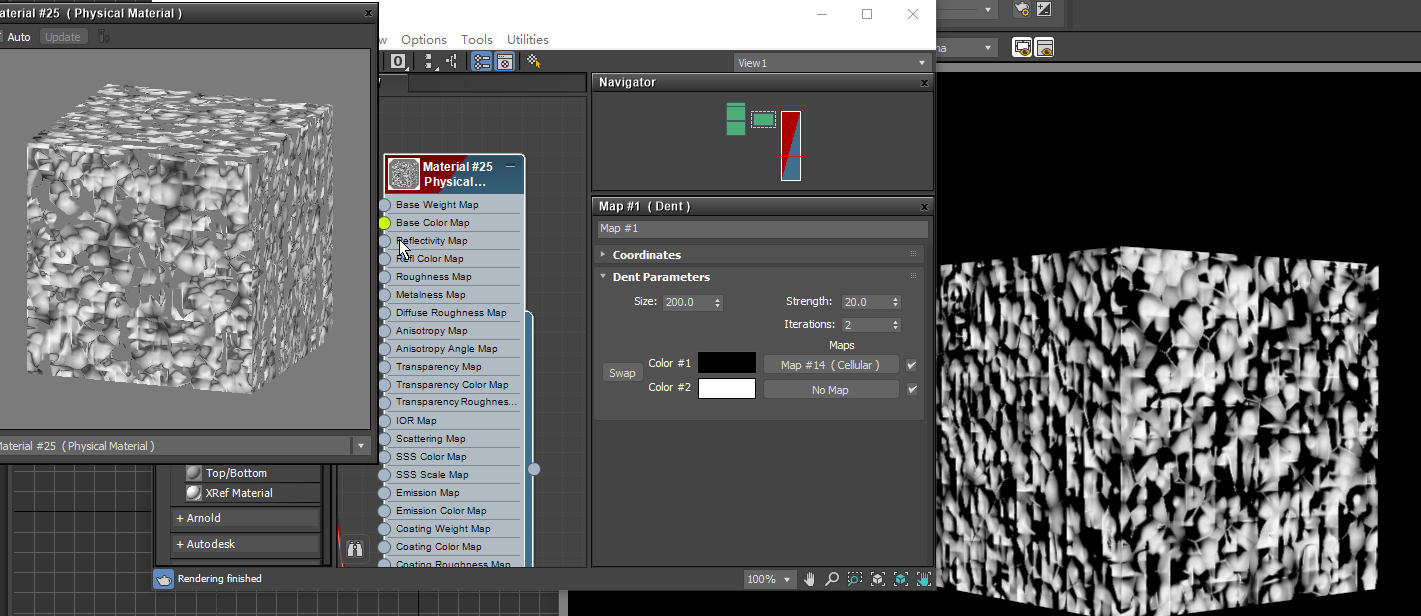 aterial #25 ( Physical Material )
Auto
Update
w
Options
Tools
Utilities
0
View1
na
Navigator
Material #25
Physical...
Base Weight Map
Base Color Map
Reflectivity Map
Refl Color Map
Roughness Map
Metalness Map
Diffuse Roughness Map
Anisotropy Map
Anisotropy Angle Map
Transparency Map
Transparency Color Map
Transparency Roughnes...
IOR Map
Scattering Map
SSS Color Map
SSS Scale Map
Emission Map
Emission Color Map
Coating Weight Map
Coating Color Map
Coating Roughness Map
Map #1 ( Dent )
Map #1
Coordinates
Dent Parameters
Size: 200.0
Strength: 20.0
Iterations: 2
Maps
Swap
Color #1
Map #14 ( Cellular )
Color #2
No Map
Material #25 ( Physical Material )
Top/Bottom
XRef Material
+ Arnold
+ Autodesk
Rendering finished
100%